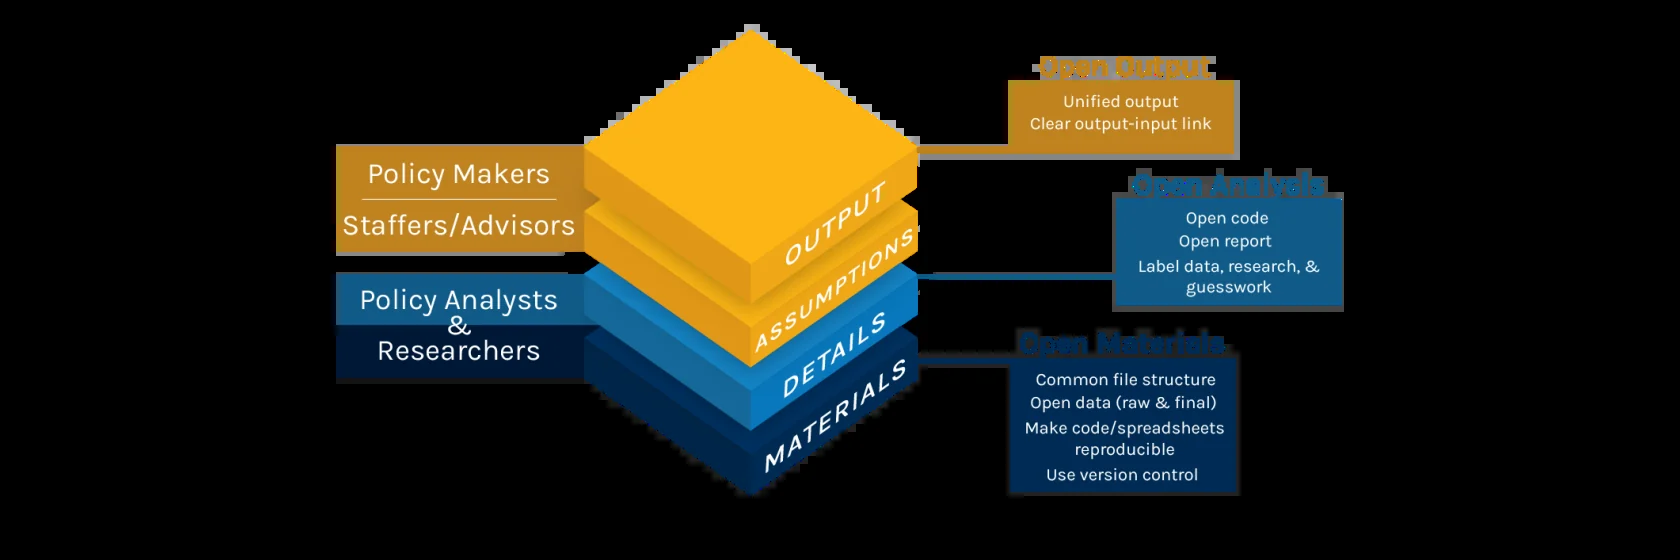 Policy Makers
Staffers/Advisors
Policy Analysts
&
Researchers
OUTPUT
ASSUMPTIONS
DETAILS
MATERIALS
Open Output
Unified output
Clear output-input link
Open Analysis
Open code
Open report
Label data, research, &
guesswork
Open Materials
Common file structure
Open data (raw & final)
Make code/spreadsheets
reproducible
Use version control